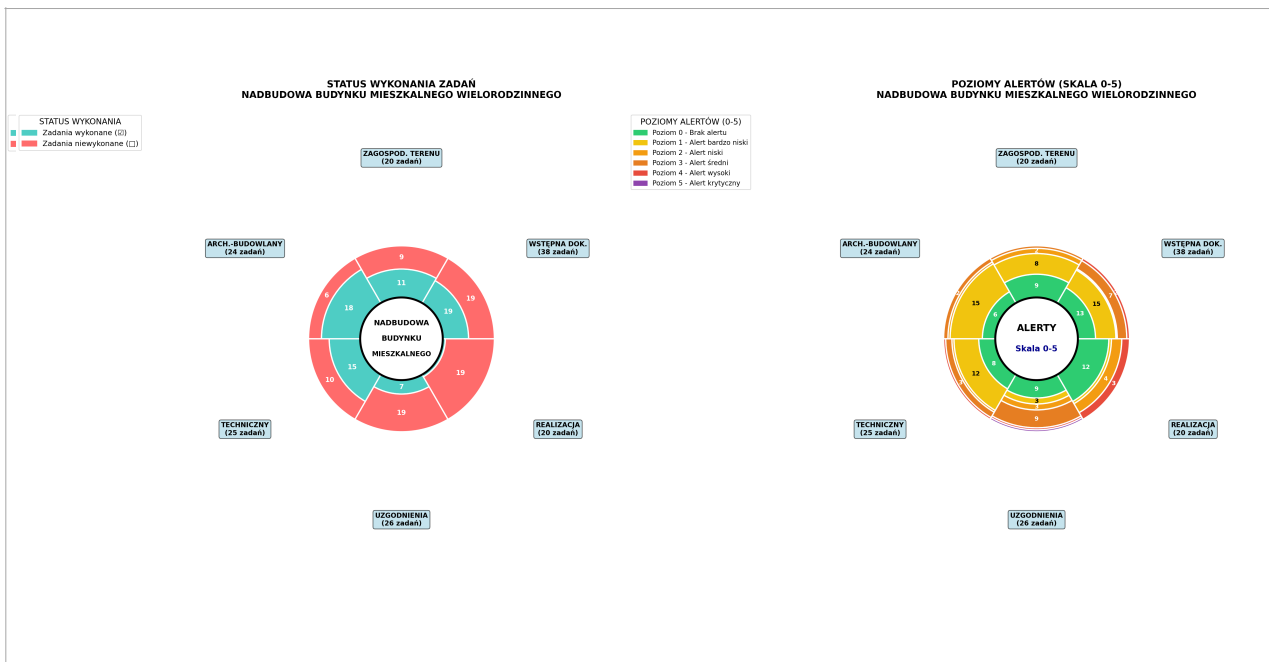 STATUS WYKONANIA ZADAŃ
NADBUDOWA BUDYNKU MIESZKALNEGO WIELORODZINNEGO
STATUS WYKONANIA
Zadania wykonane (☑)
Zadania niewykonane (□)
ZAGOSPOD. TERENU
(20 zadań)
ARCH.-BUDOWLANY
(24 zadań)
WSTĘPNA DOK.
(38 zadań)
9
11
6
18
19
19
NADBUDOWA
BUDYNKU
MIESZKALNEGO
15
10
19
7
19
TECHNICZNY
(25 zadań)
REALIZACJA
(20 zadań)
UZGODNIENIA
(26 zadań)
POZIOMY ALERTÓW (SKALA 0-5)
NADBUDOWA BUDYNKU MIESZKALNEGO WIELORODZINNEGO
POZIOMY ALERTÓW (0-5)
Poziom 0 - Brak alertu
Poziom 1 - Alert bardzo niski
Poziom 2 - Alert niski
Poziom 3 - Alert średni
Poziom 4 - Alert wysoki
Poziom 5 - Alert krytyczny
ZAGOSPOD. TERENU
(20 zadań)
ARCH.-BUDOWLANY
(24 zadań)
WSTĘPNA DOK.
(38 zadań)
8
9
15
6
13
15
7
ALERTY
Skala 0-5
12
8
12
4
3
9
3
9
TECHNICZNY
(25 zadań)
REALIZACJA
(20 zadań)
UZGODNIENIA
(26 zadań)